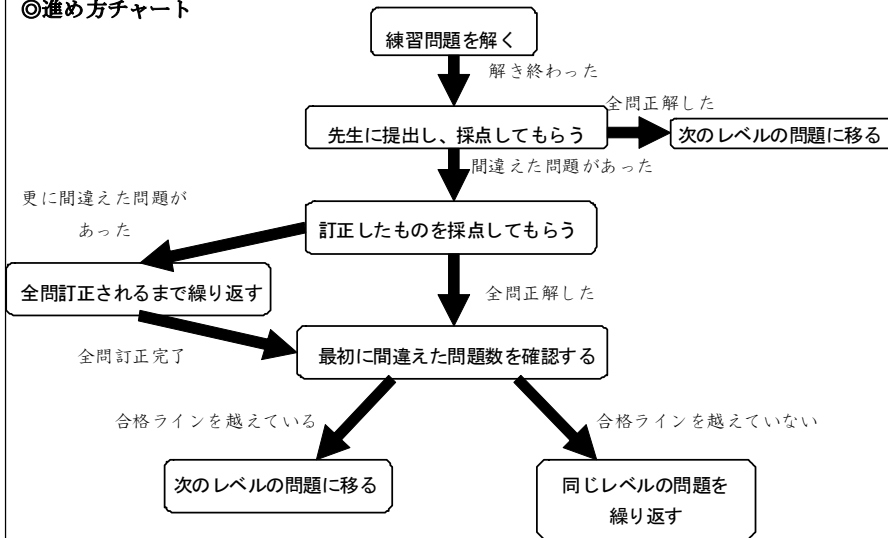 ◎進め方チャート
練習問題を解く
解き終わった
全問正解した
先生に提出し、採点してもらう
次のレベルの問題に移る
間違えた問題があった
更に間違えた問題が
あった
訂正したものを採点してもらう
全問訂正されるまで繰り返す
全問正解した
全問訂正完了
最初に間違えた問題数を確認する
合格ラインを越えている
合格ラインを越えていない
次のレベルの問題に移る
同じレベルの問題を
繰り返す